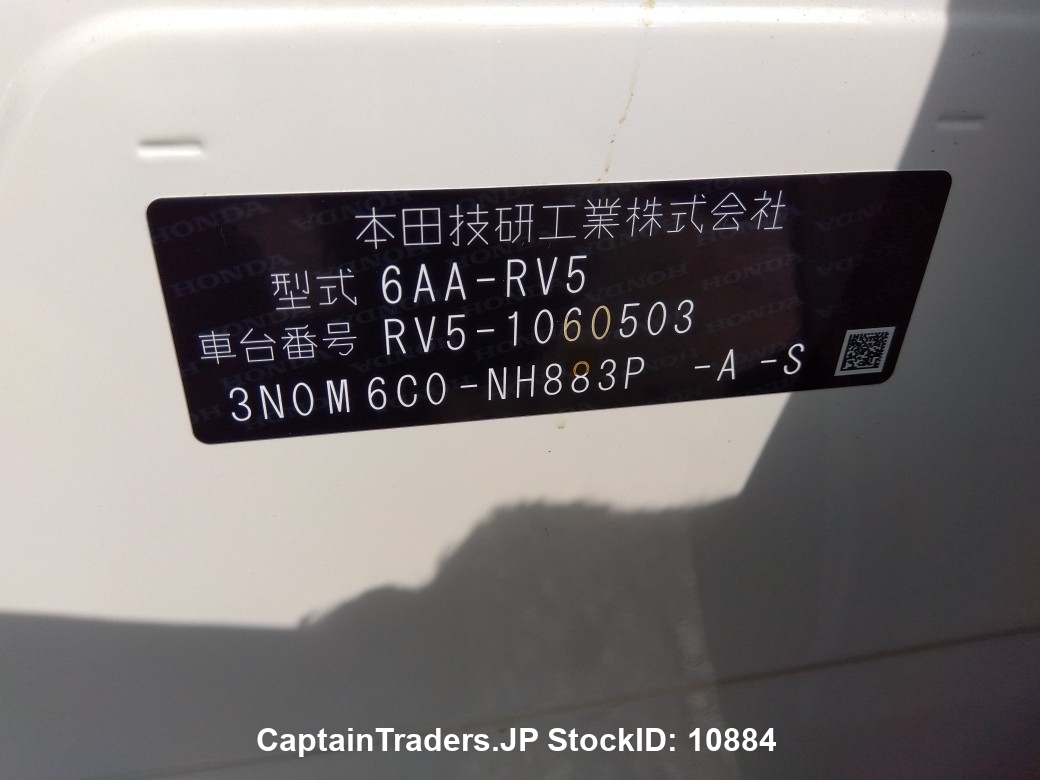 本田技研工業株式会社
型式 6AA-RV5
車台番号 RV5-1060503
3N0M6C0-NH883P -A -S
CaptainTraders.JP StockID: 10884